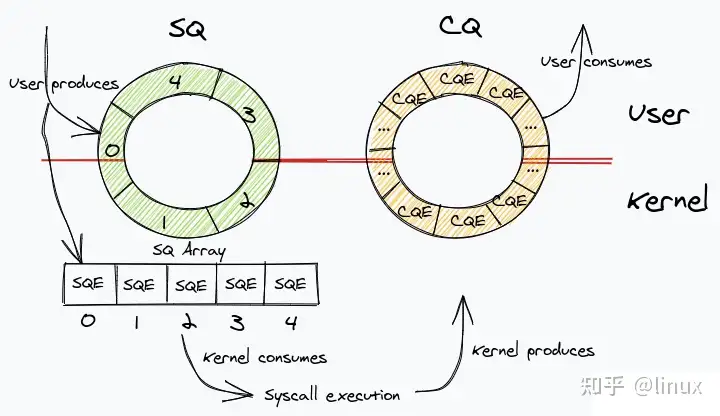 SQ
CQ
User produces
User consumes
4
3
0
1
2
CQE
CQE
CQE
...
...
...
...
CQE
CQE
CQE
User
Kernel
SQ Array
SQE SQE SQE SQE SQE
0 1 2 3 4
Kernel consumes
Syscall execution
Kernel produces
知乎 @linux